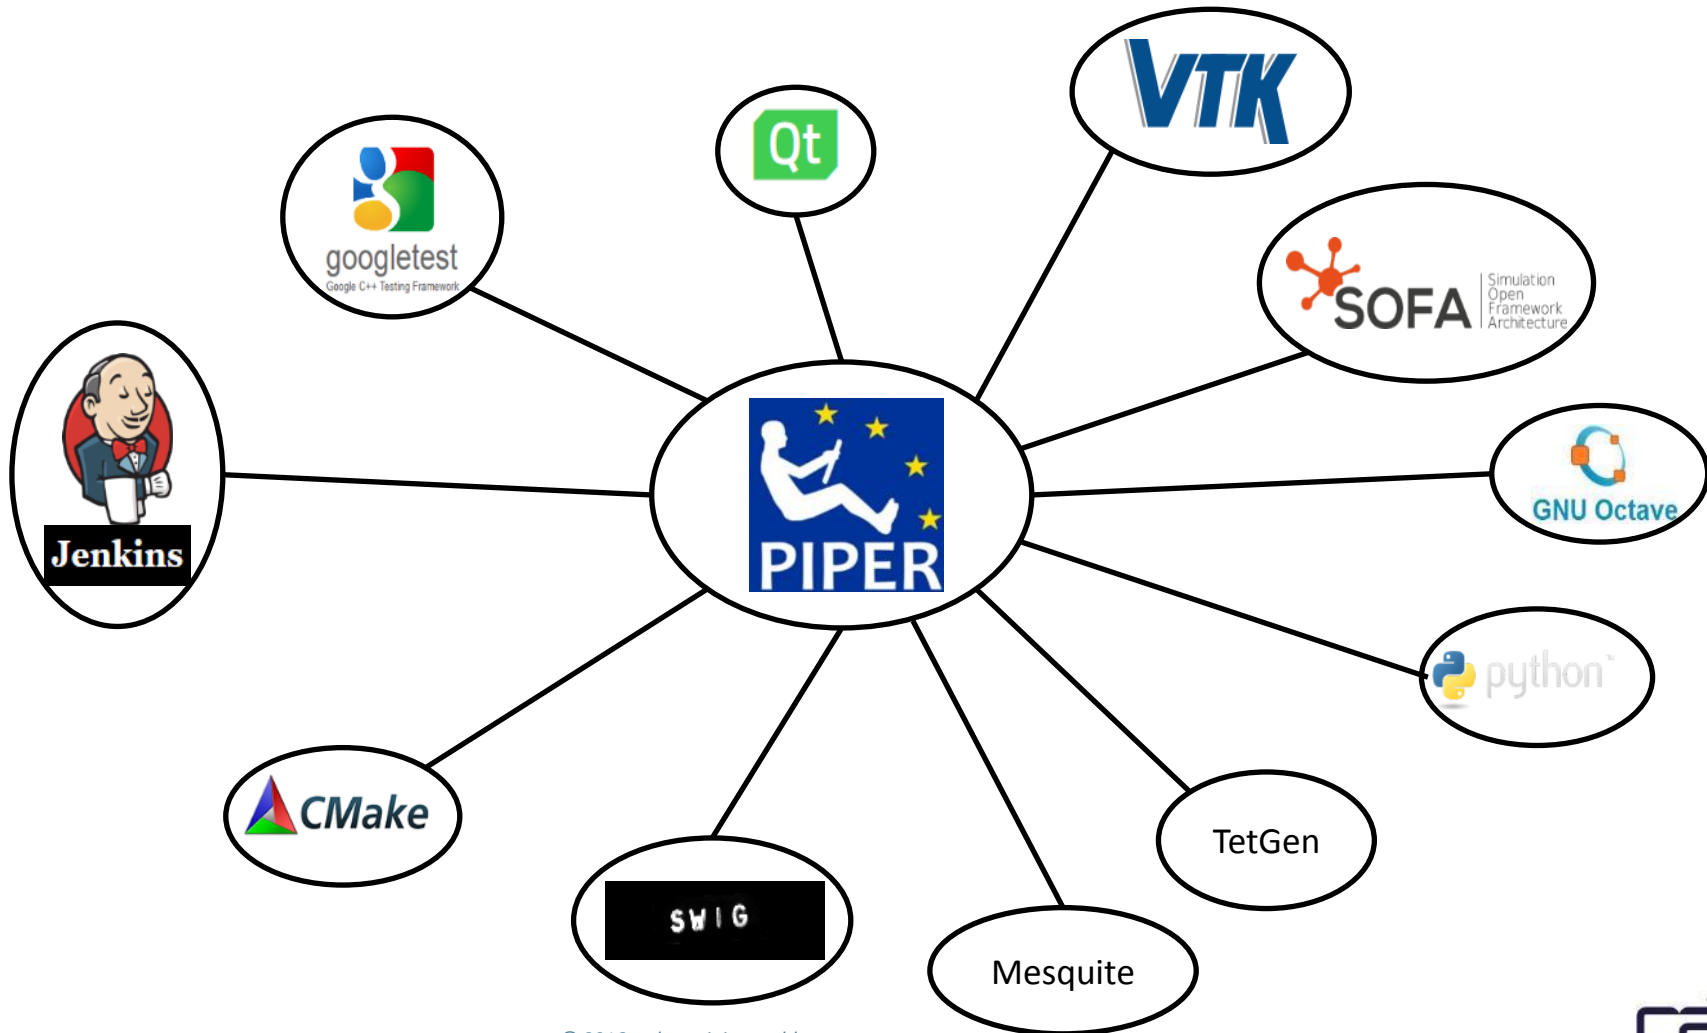 VTK
Qt
googletest
Google C++ Testing Framework
SOFA
Simulation
Open
Framework
Architecture
PIPER
GNU Octave
Jenkins
python
CMake
TetGen
SWIG
Mesquite